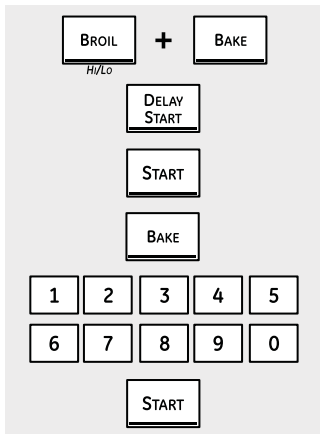 BROIL + BAKE
HI/LO
DELAY
START
START
BAKE
1 2 3 4 5
6 7 8 9 0
START